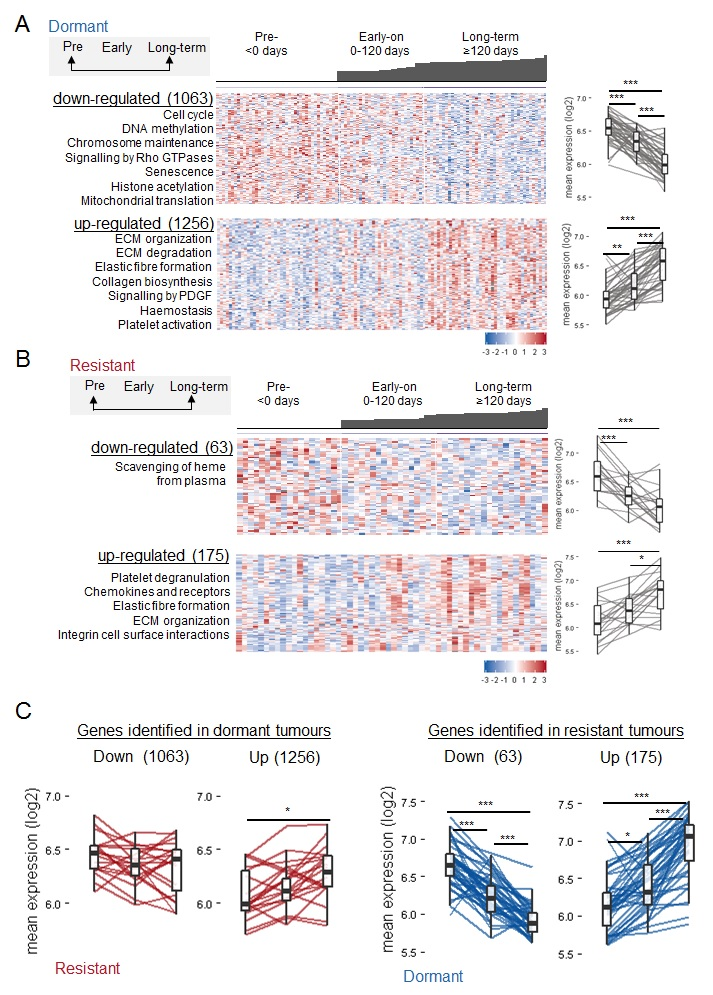 A
Dormant
Pre Early Long-term
Pre- Early-on Long-term
<0 days 0-120 days ≥120 days
down-regulated (1063)
Cell cycle
DNA methylation
Chromosome maintenance
Signalling by Rho GTPases
Senescence
Histone acetylation
Mitochondrial translation
mean expression (log2)
7.0
6.5
6.0
5.5
***
***
***
up-regulated (1256)
ECM organization
ECM degradation
Elastic fibre formation
Collagen biosynthesis
Signalling by PDGF
Haemostasis
Platelet activation
mean expression (log2)
7.0
6.5
6.0
5.5
***
***
**
-3 -2 -1 0 1 2 3
B
Resistant
Pre Early Long-term
Pre- Early-on Long-term
<0 days 0-120 days ≥120 days
down-regulated (63)
Scavenging of heme
from plasma
mean expression (log2)
7.0
6.5
6.0
***
***
up-regulated (175)
Platelet degranulation
Chemokines and receptors
Elastic fibre formation
ECM organization
Integrin cell surface interactions
mean expression (log2)
7.5
7.0
6.5
6.0
5.5
***
*
-3 -2 -1 0 1 2 3
C
Genes identified in dormant tumours
Down (1063) Up (1256)
mean expression (log2)
7.0
6.5
6.0
7.0
6.5
6.0
*
Resistant
Genes identified in resistant tumours
Down (63) Up (175)
mean expression (log2)
7.5
7.0
6.5
6.0
5.5
***
***
***
7.5
7.0
6.5
6.0
5.5
***
***
*
Dormant